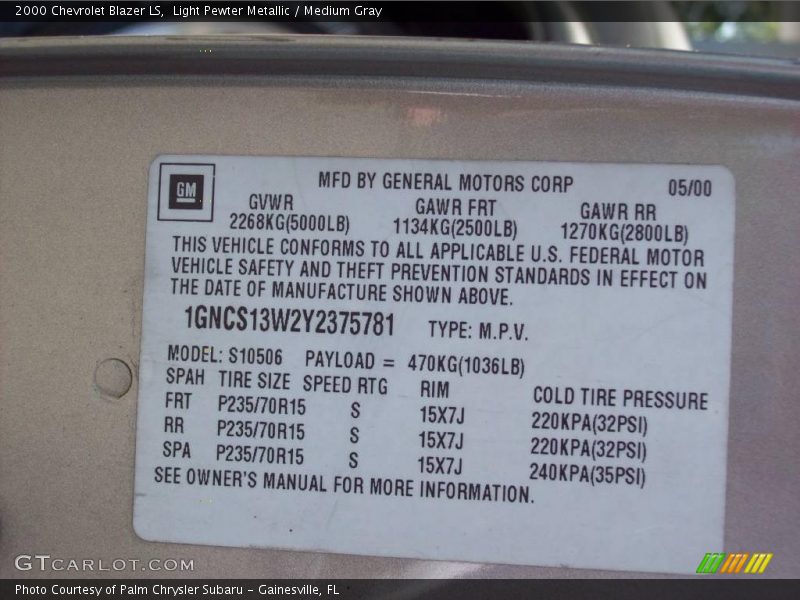 2000 Chevrolet Blazer LS, Light Pewter Metallic / Medium Gray
GM
MFD BY GENERAL MOTORS CORP 05/00
GVWR GAWR FRT GAWR RR
2268KG(5000LB) 1134KG(2500LB) 1270KG(2800LB)
THIS VEHICLE CONFORMS TO ALL APPLICABLE U.S. FEDERAL MOTOR
VEHICLE SAFETY AND THEFT PREVENTION STANDARDS IN EFFECT ON
THE DATE OF MANUFACTURE SHOWN ABOVE.
1GNCS13W2Y2375781 TYPE: M.P.V.
MODEL: S10506 PAYLOAD = 470KG(1036LB)
SPAH TIRE SIZE SPEED RTG RIM COLD TIRE PRESSURE
FRT P235/70R15 S 15X7J 220KPA(32PSI)
RR P235/70R15 S 15X7J 220KPA(32PSI)
SPA P235/70R15 S 15X7J 240KPA(35PSI)
SEE OWNER'S MANUAL FOR MORE INFORMATION.
GTCARLOT.COM
Photo Courtesy of Palm Chrysler Subaru - Gainesville, FL